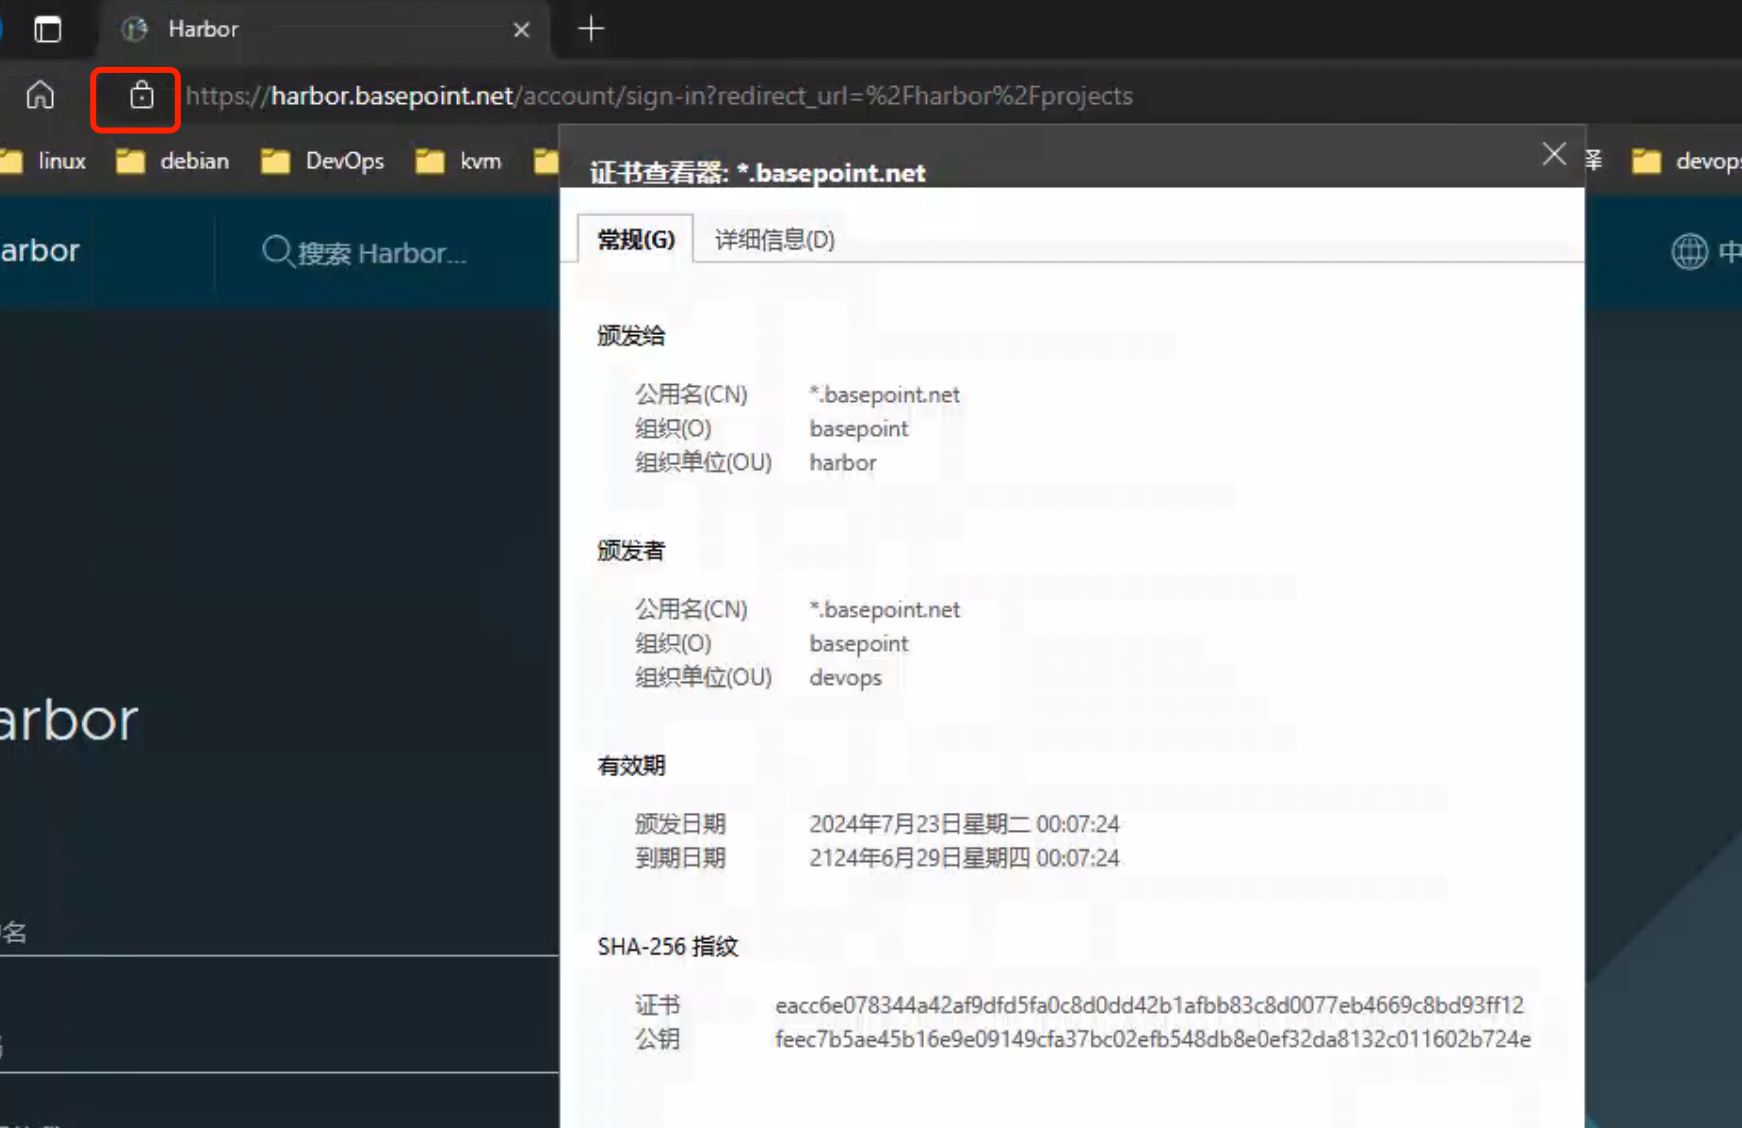 Harbor
https://harbor.basepoint.net/account/sign-in?redirect_url=%2Fharbor%2Fprojects
linux debian DevOps kvm devops
证书查看器: *.basepoint.net
arbor 搜索 Harbor... 中
常规(G) 详细信息(D)
颁发给
公用名(CN) *.basepoint.net
组织(O) basepoint
组织单位(OU) harbor
颁发者
公用名(CN) *.basepoint.net
组织(O) basepoint
组织单位(OU) devops
arbor
有效期
颁发日期 2024年7月23日星期二 00:07:24
到期日期 2124年6月29日星期四 00:07:24
名
SHA-256 指纹
证书 eacc6e078344a42af9dfd5fa0c8d0dd42b1afbb83c8d0077eb4669c8bd93ff12
公钥 feec7b5ae45b16e9e09149cfa37bc02efb548db8e0ef32da8132c011602b724e